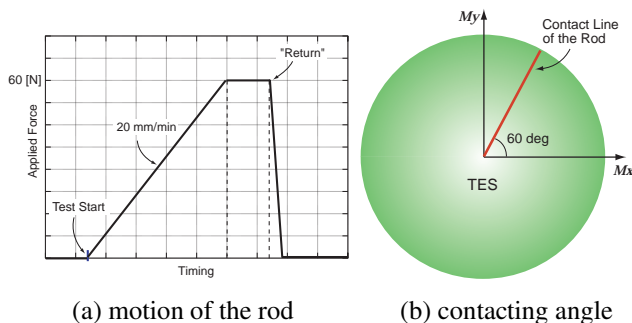 60 [N]
"Return"
20 mm/min
Applied Force
Test Start
Timing
(a) motion of the rod
My
Contact Line
of the Rod
60 deg
Mx
TES
(b) contacting angle